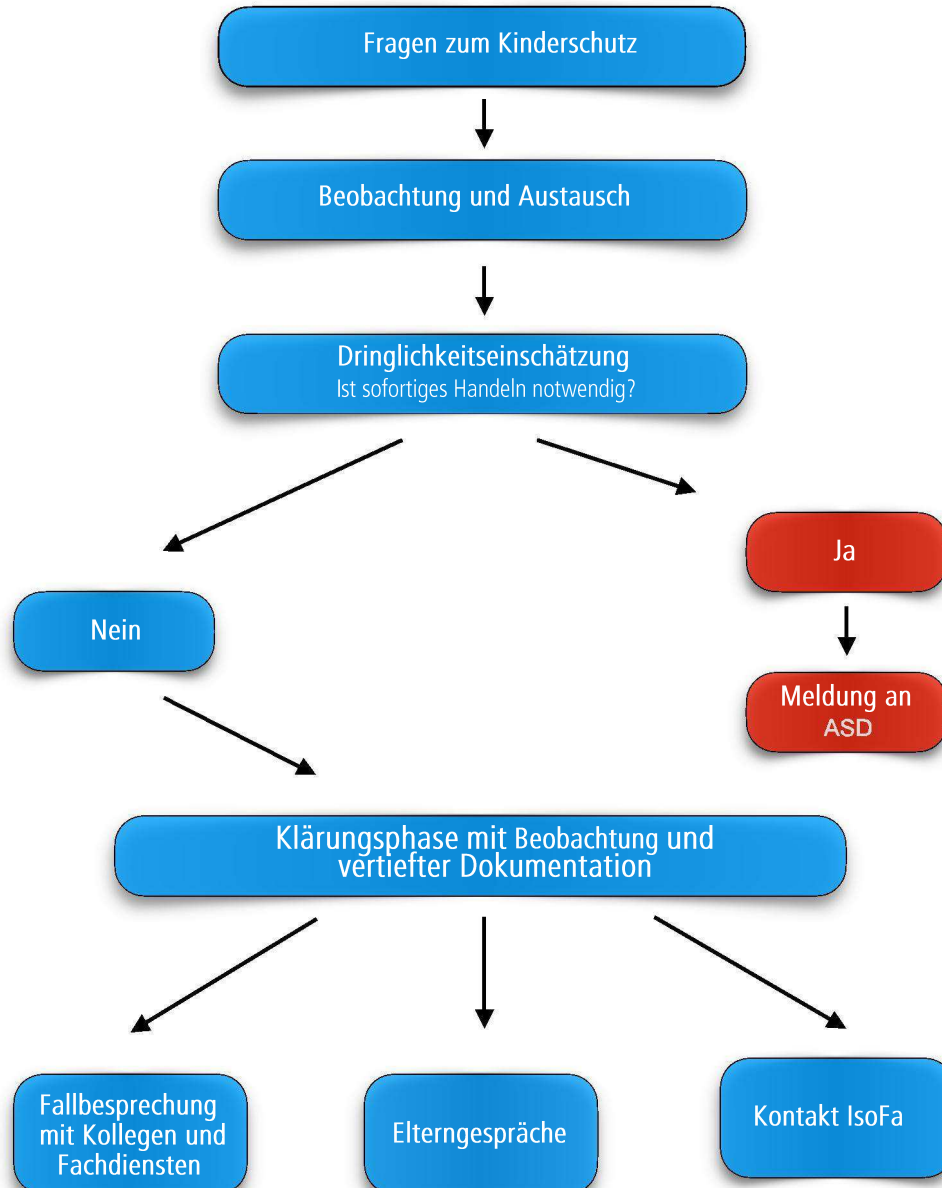 Fragen zum Kinderschutz
Beobachtung und Austausch
Dringlichkeitseinschätzung
Ist sofortiges Handeln notwendig?
Ja
Nein
Meldung an
ASD
Klärungsphase mit Beobachtung und
vertiefter Dokumentation
Fallbesprechung
mit Kollegen und
Fachdiensten
Elterngespräche
Kontakt IsoFa